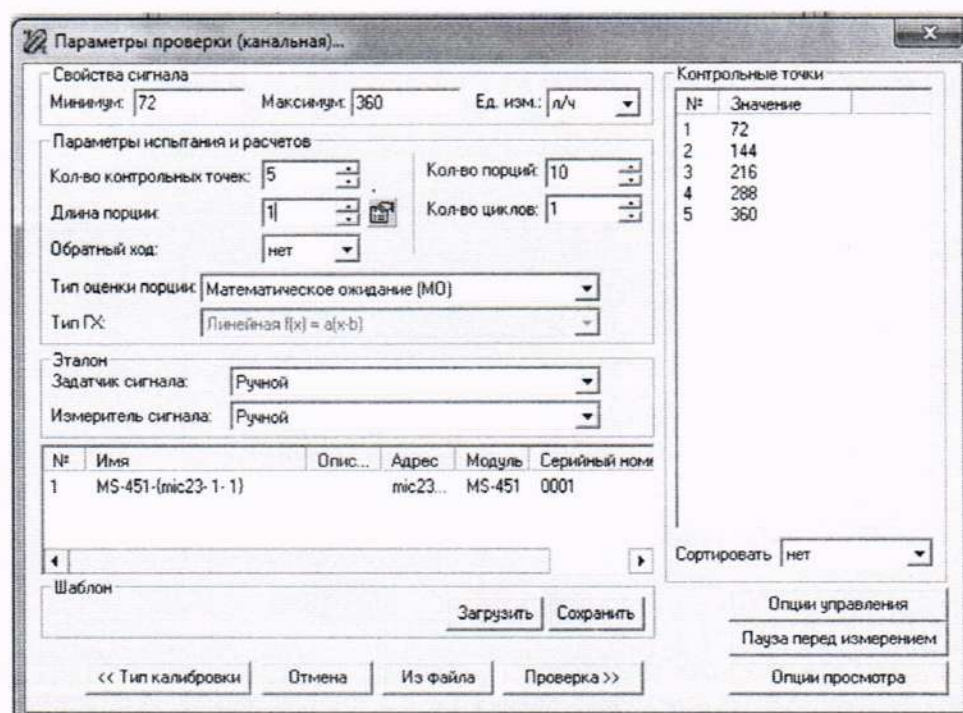 Параметры проверки (канальная)...
Свойства сигнала
Минимум: 72 Максимум: 360 Ед. изм.: л/ч
Параметры испытания и расчетов
Кол-во контрольных точек: 5 Кол-во порций: 10
Длина порции: 1 Кол-во циклов: 1
Обратный ход: нет
Тип оценки порции: Математическое ожидание (МО)
Тип ГХ: Линейная f(x) = a(x-b)
Эталон
Задатчик сигнала: Ручной
Измеритель сигнала: Ручной
№ Имя Опис... Адрес Модуль Серийный номе
1 MS-451-{mic23- 1- 1} mic23... MS-451 0001
Шаблон
Загрузить Сохранить
<< Тип калибровки Отмена Из файла Проверка >>
Контрольные точки
№ Значение
1 72
2 144
3 216
4 288
5 360
Сортировать нет
Опции управления
Пауза перед измерением
Опции просмотра